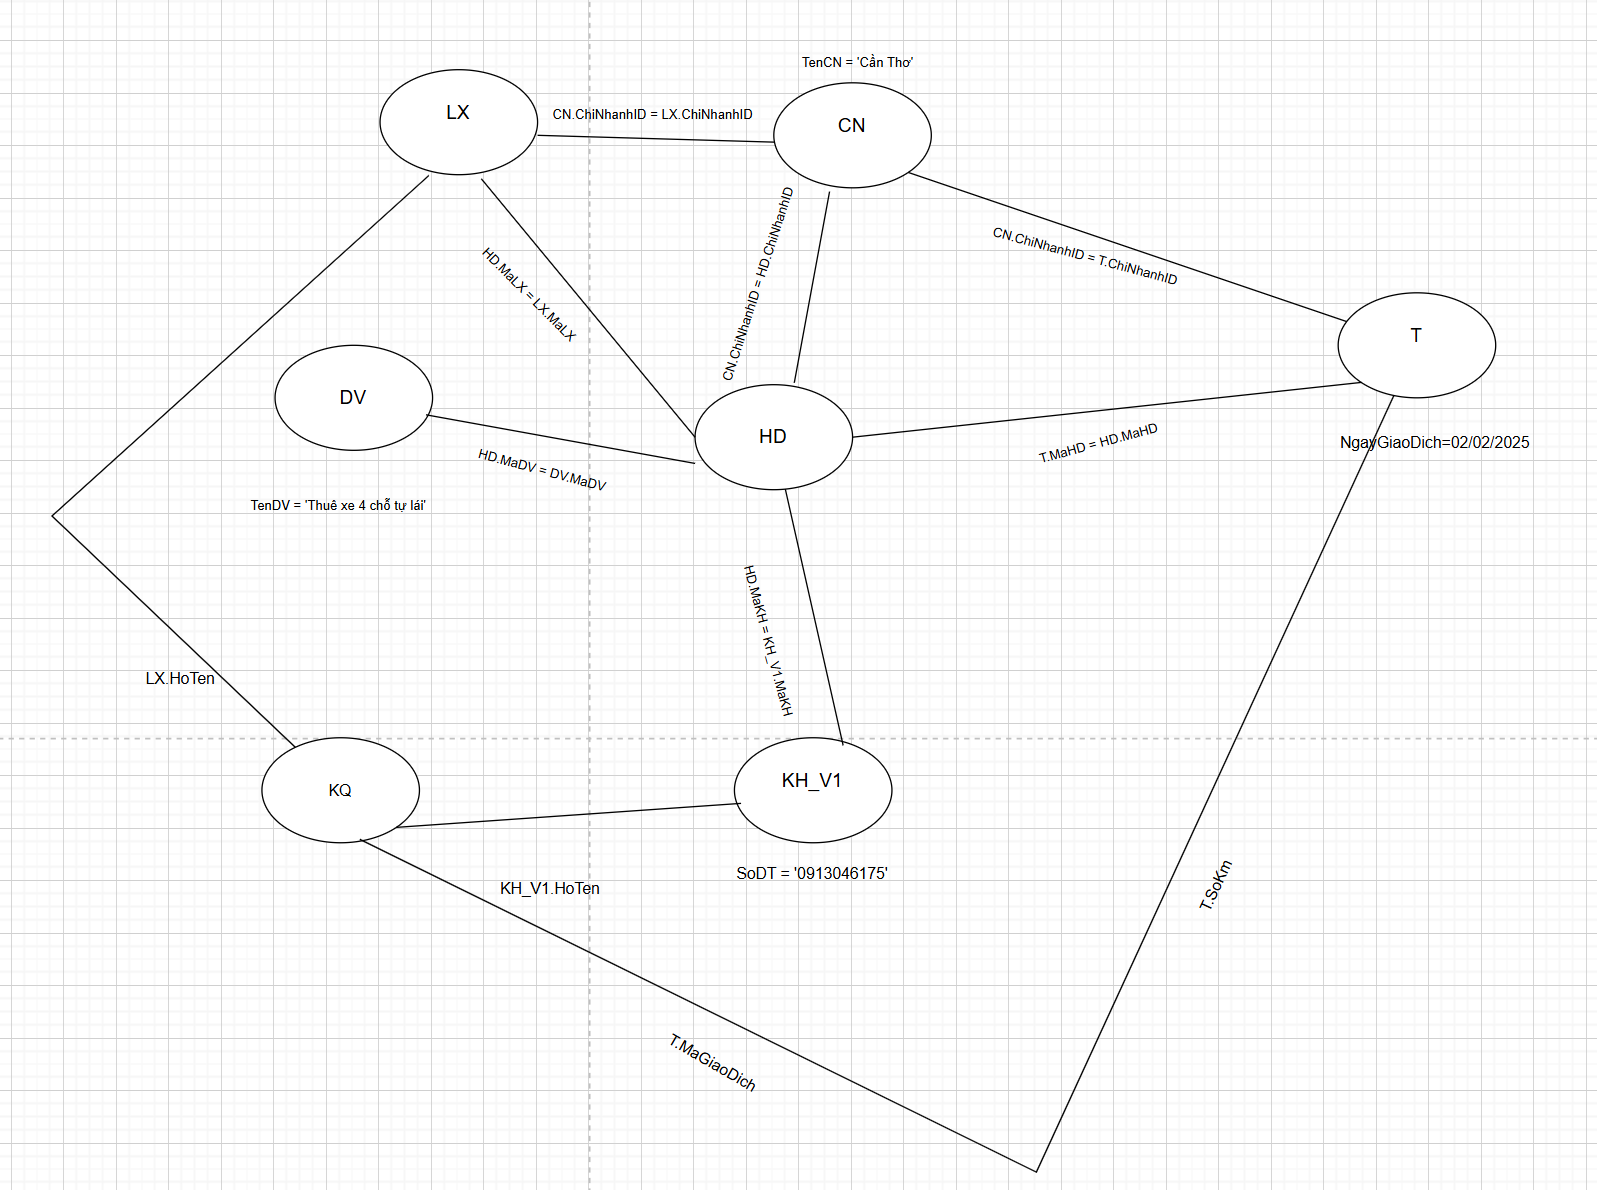 TenCN = 'Cần Thơ'
LX
CN.ChiNhanhID = LX.ChiNhanhID
CN
CN.ChiNhanhID = HD.ChiNhanhID
CN.ChiNhanhID = T.ChiNhanhID
HD.MaLX = LX.MaLX
T
DV
HD
T.MaHD = HD.MaHD
NgayGiaoDich=02/02/2025
HD.MaDV = DV.MaDV
TenDV = 'Thuê xe 4 chỗ tự lái'
HD.MaKH = KH_V1.MaKH
LX.HoTen
KQ
KH_V1
SoDT = '0913046175'
KH_V1.HoTen
T.SoKm
T.MaGiaoDich